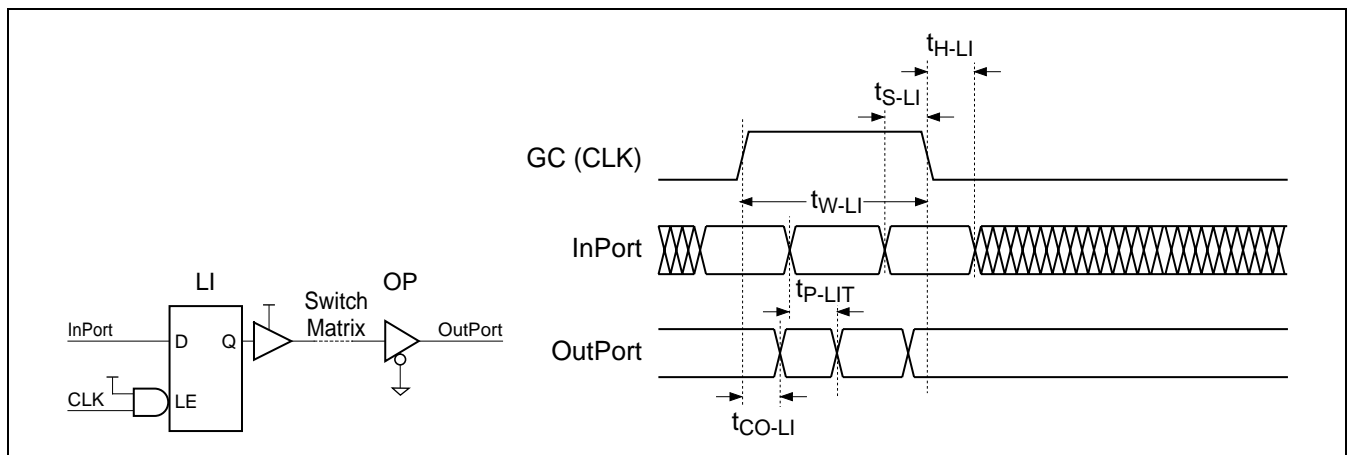 LI
OP
Switch
Matrix
InPort
D
Q
OutPort
CLK
LE
tH-LI
tS-LI
GC (CLK)
tW-LI
InPort
tP-LIT
OutPort
tCO-LI